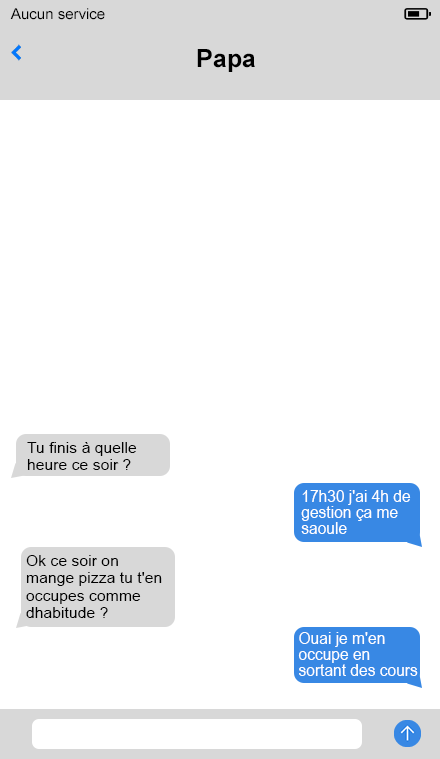 Aucun service
Papa
Tu finis à quelle
heure ce soir ?
17h30 j'ai 4h de
gestion ça me
saoule
Ok ce soir on
mange pizza tu t'en
occupes comme
dhabitude ?
Ouai je m'en
occupe en
sortant des cours